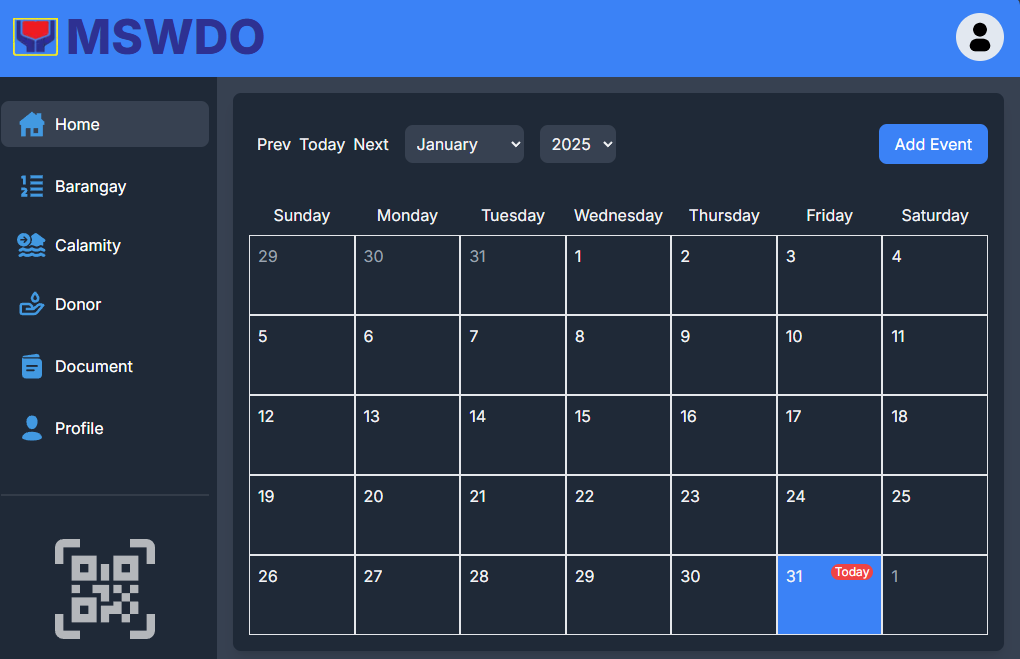 MSWDO
Home
Barangay
Calamity
Donor
Document
Profile
Prev Today Next January 2025 Add Event
Sunday Monday Tuesday Wednesday Thursday Friday Saturday
29 30 31 1 2 3 4
5 6 7 8 9 10 11
12 13 14 15 16 17 18
19 20 21 22 23 24 25
26 27 28 29 30 31 Today 1